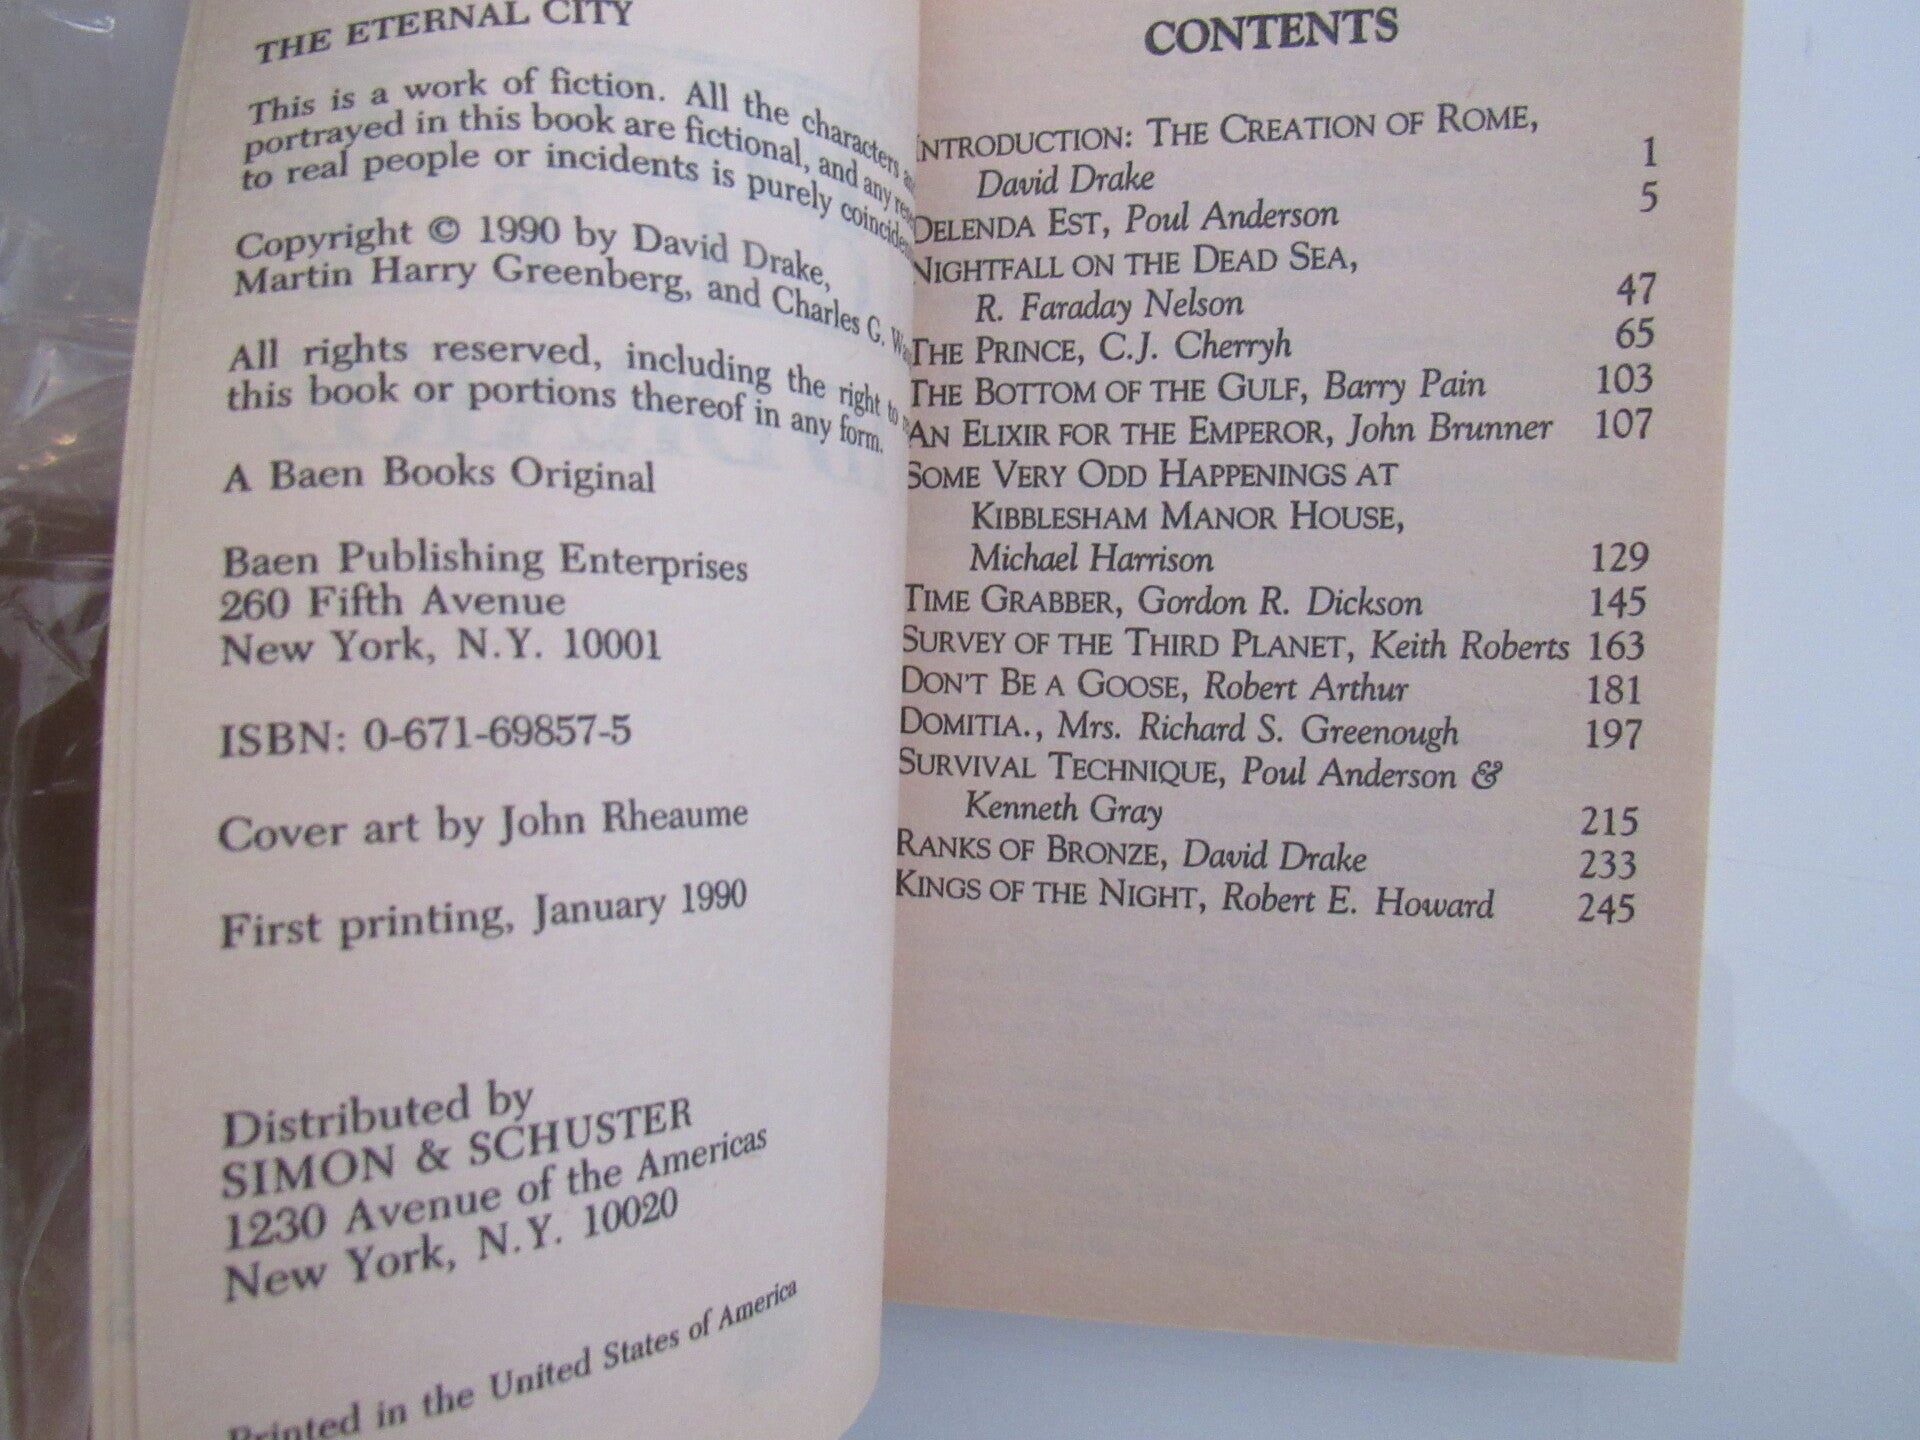 THE ETERNAL CITY
This is a work of fiction. All the characters
portrayed in this book are fictional, and any
to real people or incidents is purely
Copyright © 1990 by David Drake,
Martin Harry Greenberg, and Charles G.
All rights reserved, including the right to
this book or portions thereof in any form.
A Baen Books Original
Baen Publishing Enterprises
260 Fifth Avenue
New York, N.Y. 10001
ISBN: 0-671-69857-5
Cover art by John Rheaume
First printing, January 1990
Distributed by
SIMON & SCHUSTER
1230 Avenue of the Americas
New York, N.Y. 10020
Printed in the United States of America
CONTENTS
INTRODUCTION: THE CREATION OF ROME,
David Drake 1
DELENDA EST, Poul Anderson 5
NIGHTFALL ON THE DEAD SEA,
R. Faraday Nelson 47
THE PRINCE, C.J. Cherryh 65
THE BOTTOM OF THE GULF, Barry Pain 103
AN ELIXIR FOR THE EMPEROR, John Brunner 107
SOME VERY ODD HAPPENINGS AT
KIBBLESHAM MANOR HOUSE,
Michael Harrison 129
TIME GRABBER, Gordon R. Dickson 145
SURVEY OF THE THIRD PLANET, Keith Roberts 163
DON'T BE A GOOSE, Robert Arthur 181
DOMITIA., Mrs. Richard S. Greenough 197
SURVIVAL TECHNIQUE, Poul Anderson &
Kenneth Gray 215
RANKS OF BRONZE, David Drake 233
KINGS OF THE NIGHT, Robert E. Howard 245